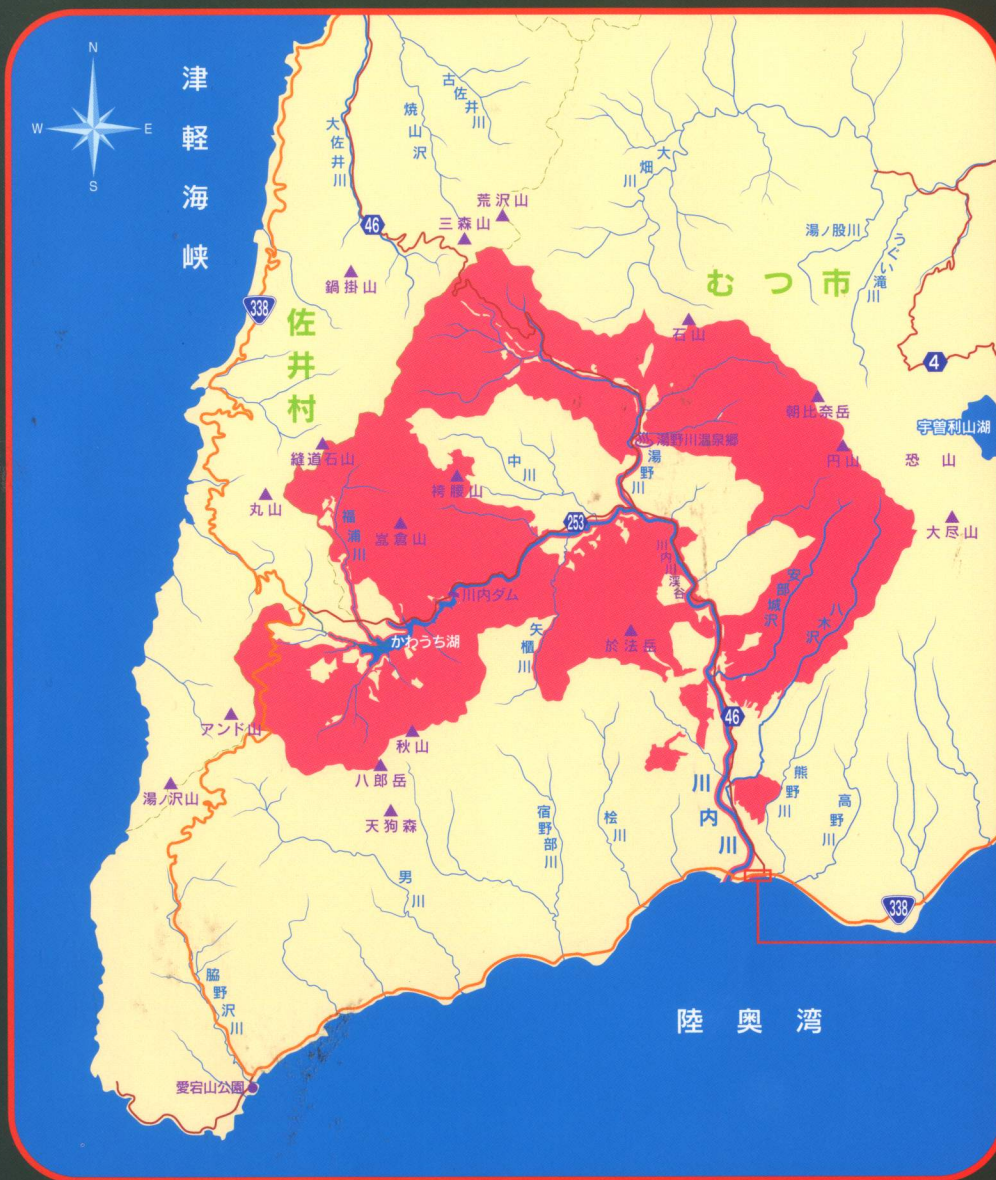 N
W
E
S
津軽海峡
古佐井川
焼山沢
大佐井川
大畑川
荒沢山
三森山
46
湯ノ股川
うぐい滝川
鍋掛山
むつ市
338
佐井村
石山
4
朝比奈岳
宇曽利山湖
湯野川温泉郷
円山
恐山
縫道石山
中川
湯野川
袴腰山
丸山
福浦川
253
大尽山
高倉山
川内川渓谷
安部城沢
川内ダム
八木沢
矢櫃川
かわうち湖
於法岳
アンド山
46
秋山
八郎岳
湯ノ沢山
熊野川
川内川
高野川
天狗森
宿野部川
桧川
男川
338
脇野沢川
陸奥湾
愛宕山公園